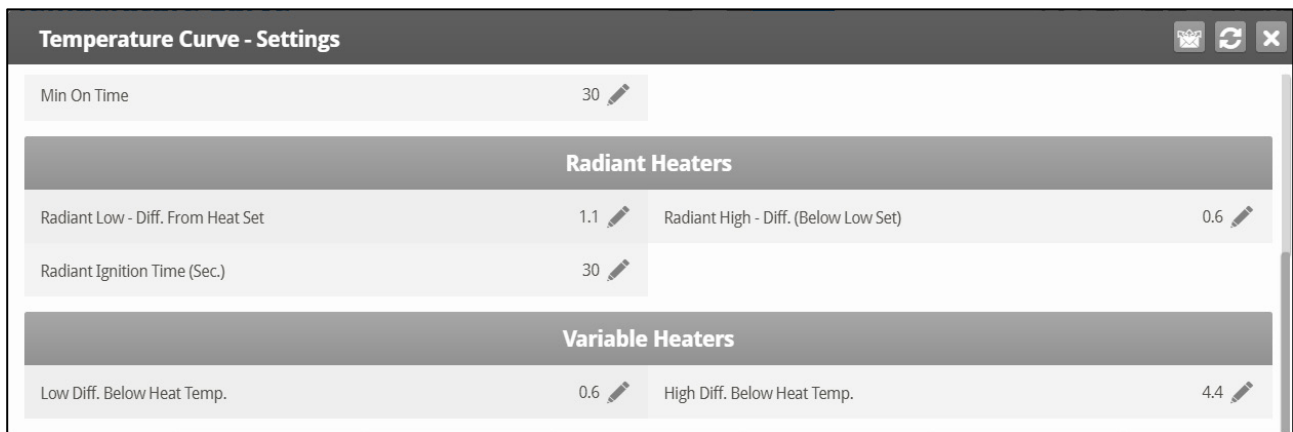 Temperature Curve - Settings
Min On Time 30
Radiant Heaters
Radiant Low - Diff. From Heat Set 1.1 Radiant High - Diff. (Below Low Set) 0.6
Radiant Ignition Time (Sec.) 30
Variable Heaters
Low Diff. Below Heat Temp. 0.6 High Diff. Below Heat Temp. 4.4